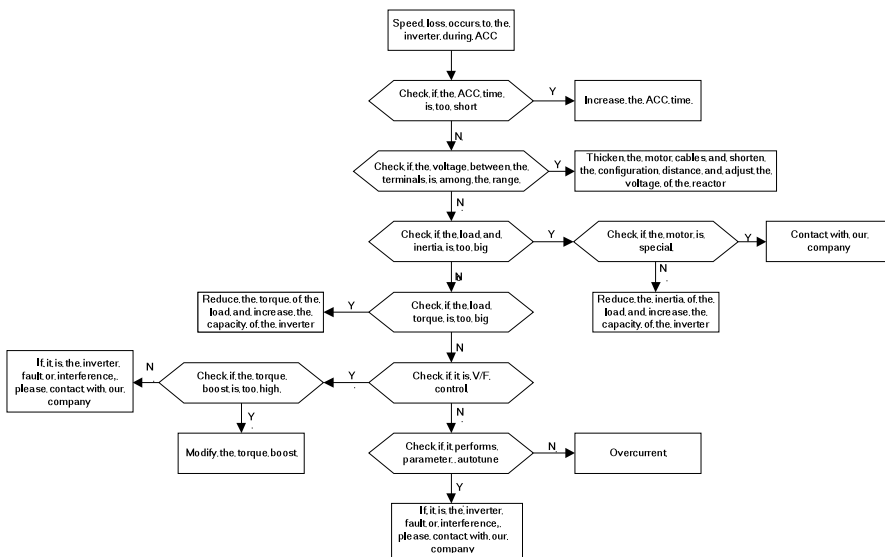 Speed loss occurs to the
inverter during ACC
Check if the ACC time
is too short
Y
Increase the ACC time.
N
Check if the voltage between the
terminals is among the range
Y
Thicken the motor cables and shorten
the configuration distance and adjust the
voltage of the reactor
N
Check if the load and
inertia is too big
Y
Check if the motor is
special
Y
Contact with our
company
N
N
Reduce the inertia of the
load and increase the
capacity of the inverter
Check if the load
torque is too big
Y
Reduce the torque of the
load and increase the
capacity of the inverter
N
Check if it is V/F
control
Y
Check if the torque
boost is too high
N
If it is the inverter
fault or interference,
please contact with our
company
Y
Modify the torque boost
N
Check if it performs
parameter autotune
N
Overcurrent
Y
If it is the inverter
fault or interference,
please contact with our
company